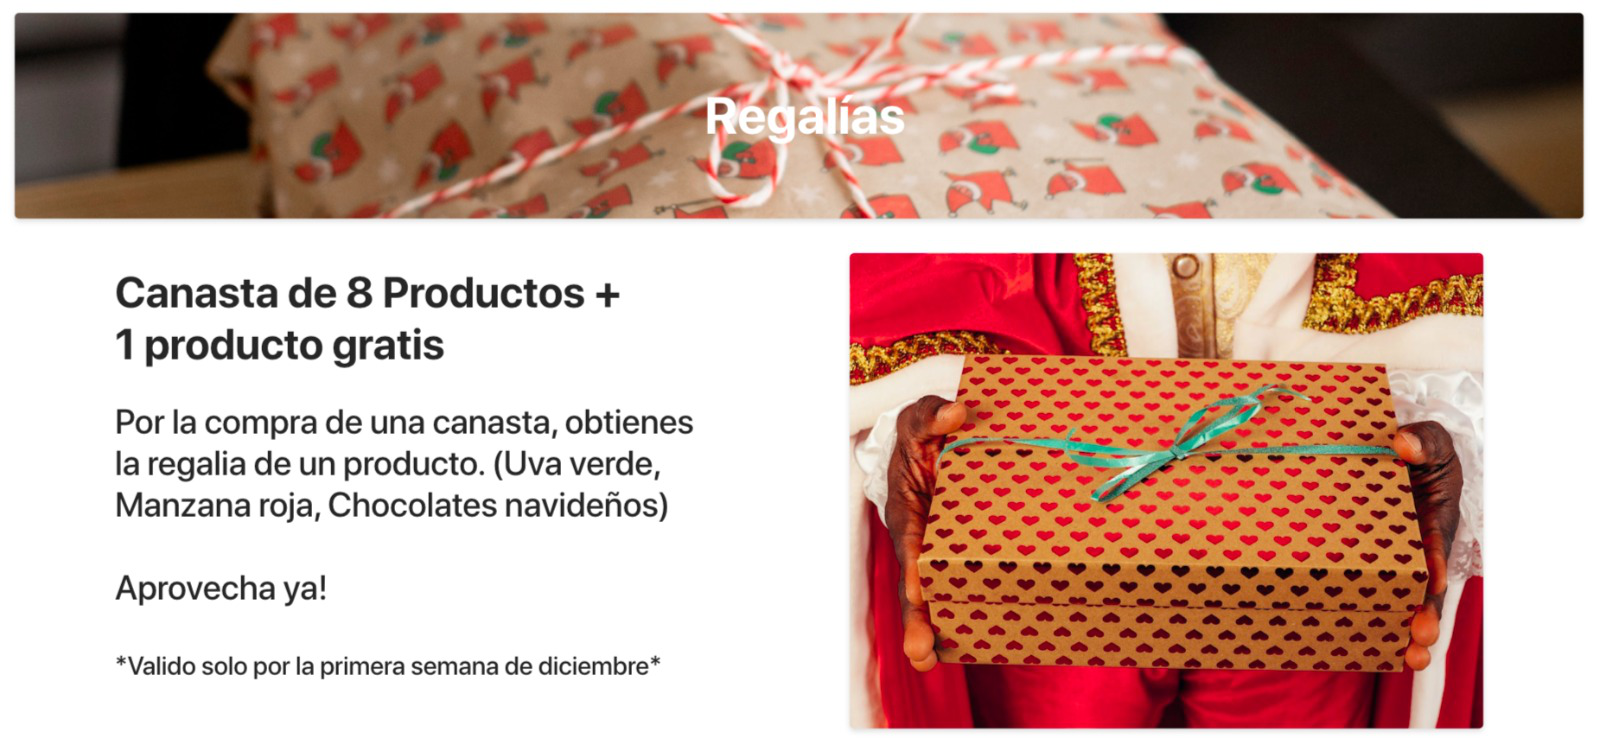 Regalías
Canasta de 8 Productos +
1 producto gratis
Por la compra de una canasta, obtienes
la regalia de un producto. (Uva verde,
Manzana roja, Chocolates navideños)
Aprovecha ya!
*Valido solo por la primera semana de diciembre*